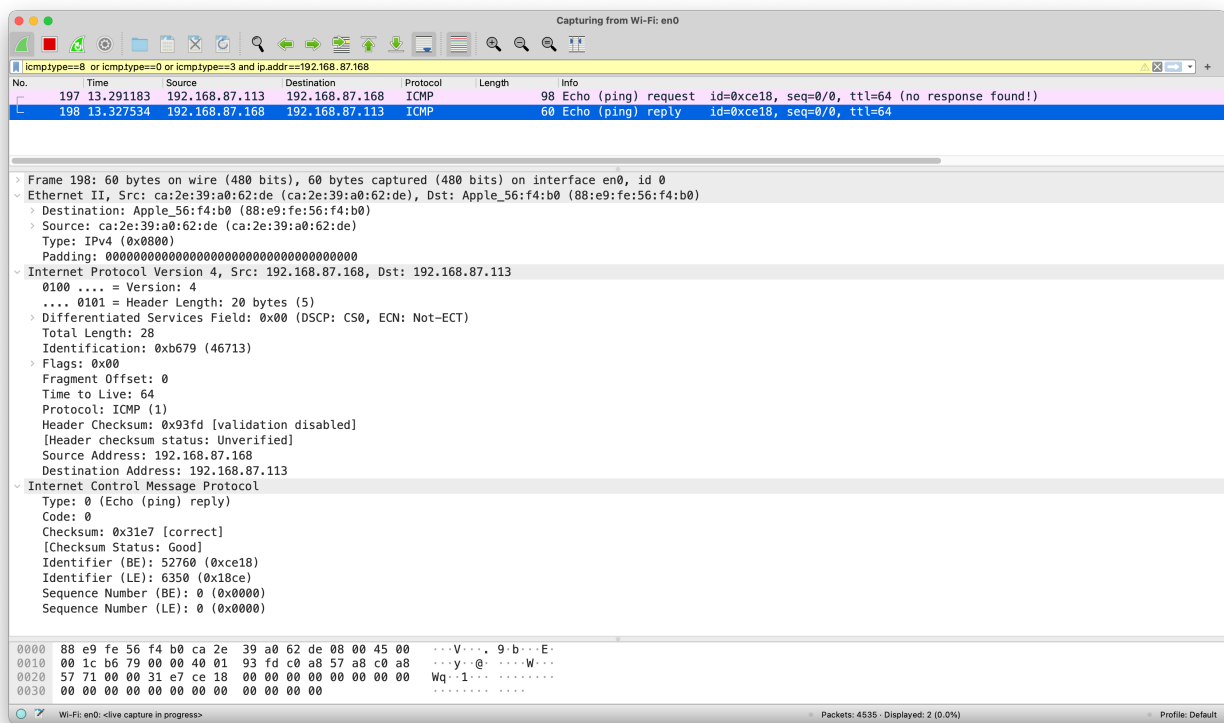 Capturing from Wi-Fi: en0
icmp.type==8 or icmp.type==0 or icmp.type==3 and ip.addr==192.168.87.168
No. Time Source Destination Protocol Length Info
197 13.291183 192.168.87.113 192.168.87.168 ICMP 98 Echo (ping) request id=0xce18, seq=0/0, ttl=64 (no response found!)
198 13.327534 192.168.87.168 192.168.87.113 ICMP 60 Echo (ping) reply id=0xce18, seq=0/0, ttl=64
Frame 198: 60 bytes on wire (480 bits), 60 bytes captured (480 bits) on interface en0, id 0
Ethernet II, Src: ca:2e:39:a0:62:de (ca:2e:39:a0:62:de), Dst: Apple_56:f4:b0 (88:e9:fe:56:f4:b0)
Destination: Apple_56:f4:b0 (88:e9:fe:56:f4:b0)
Source: ca:2e:39:a0:62:de (ca:2e:39:a0:62:de)
Type: IPv4 (0x0800)
Padding: 000000000000000000000000000000000000
Internet Protocol Version 4, Src: 192.168.87.168, Dst: 192.168.87.113
0100 .... = Version: 4
.... 0101 = Header Length: 20 bytes (5)
Differentiated Services Field: 0x00 (DSCP: CS0, ECN: Not-ECT)
Total Length: 28
Identification: 0xb679 (46713)
Flags: 0x00
Fragment Offset: 0
Time to Live: 64
Protocol: ICMP (1)
Header Checksum: 0x93fd [validation disabled]
[Header checksum status: Unverified]
Source Address: 192.168.87.168
Destination Address: 192.168.87.113
Internet Control Message Protocol
Type: 0 (Echo (ping) reply)
Code: 0
Checksum: 0x31e7 [correct]
[Checksum Status: Good]
Identifier (BE): 52760 (0xce18)
Identifier (LE): 6350 (0x18ce)
Sequence Number (BE): 0 (0x0000)
Sequence Number (LE): 0 (0x0000)
0000 88 e9 fe 56 f4 b0 ca 2e 39 a0 62 de 08 00 45 00 ···V···. 9·b···E·
0010 00 1c b6 79 00 00 40 01 93 fd c0 a8 57 a8 c0 a8 ···y··@· ····W···
0020 57 71 00 00 31 e7 ce 18 00 00 00 00 00 00 00 00 Wq··1··· ········
0030 00 00 00 00 00 00 00 00 00 00 00 00 ········ ····
Wi-Fi: en0: <live capture in progress> Packets: 4535 · Displayed: 2 (0.0%) Profile: Default